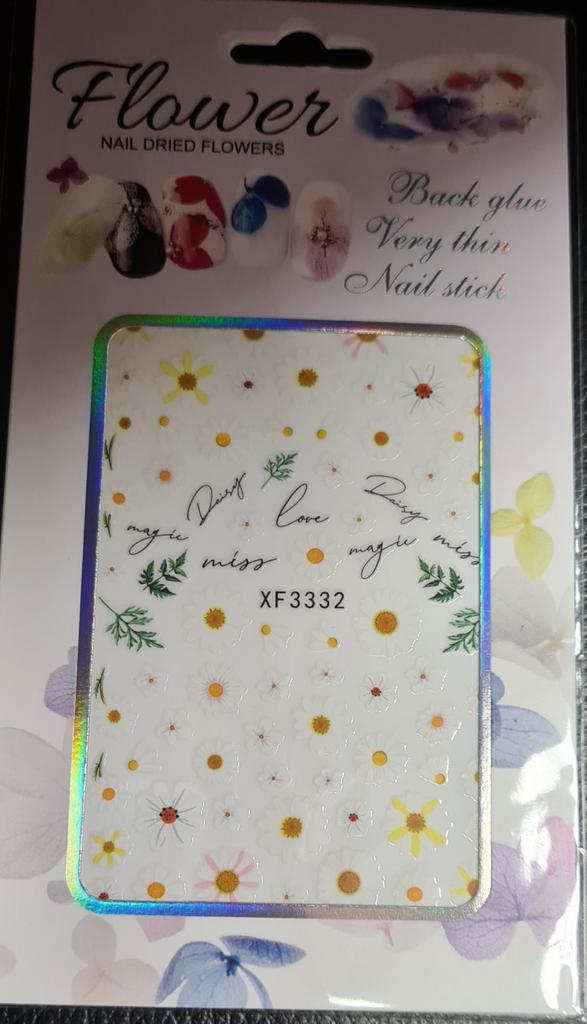 Flower
NAIL DRIED FLOWERS
Back glue
Very thin
Nail stick
Daisy
love
Daisy
magic
miss
magic
miss
XF3332